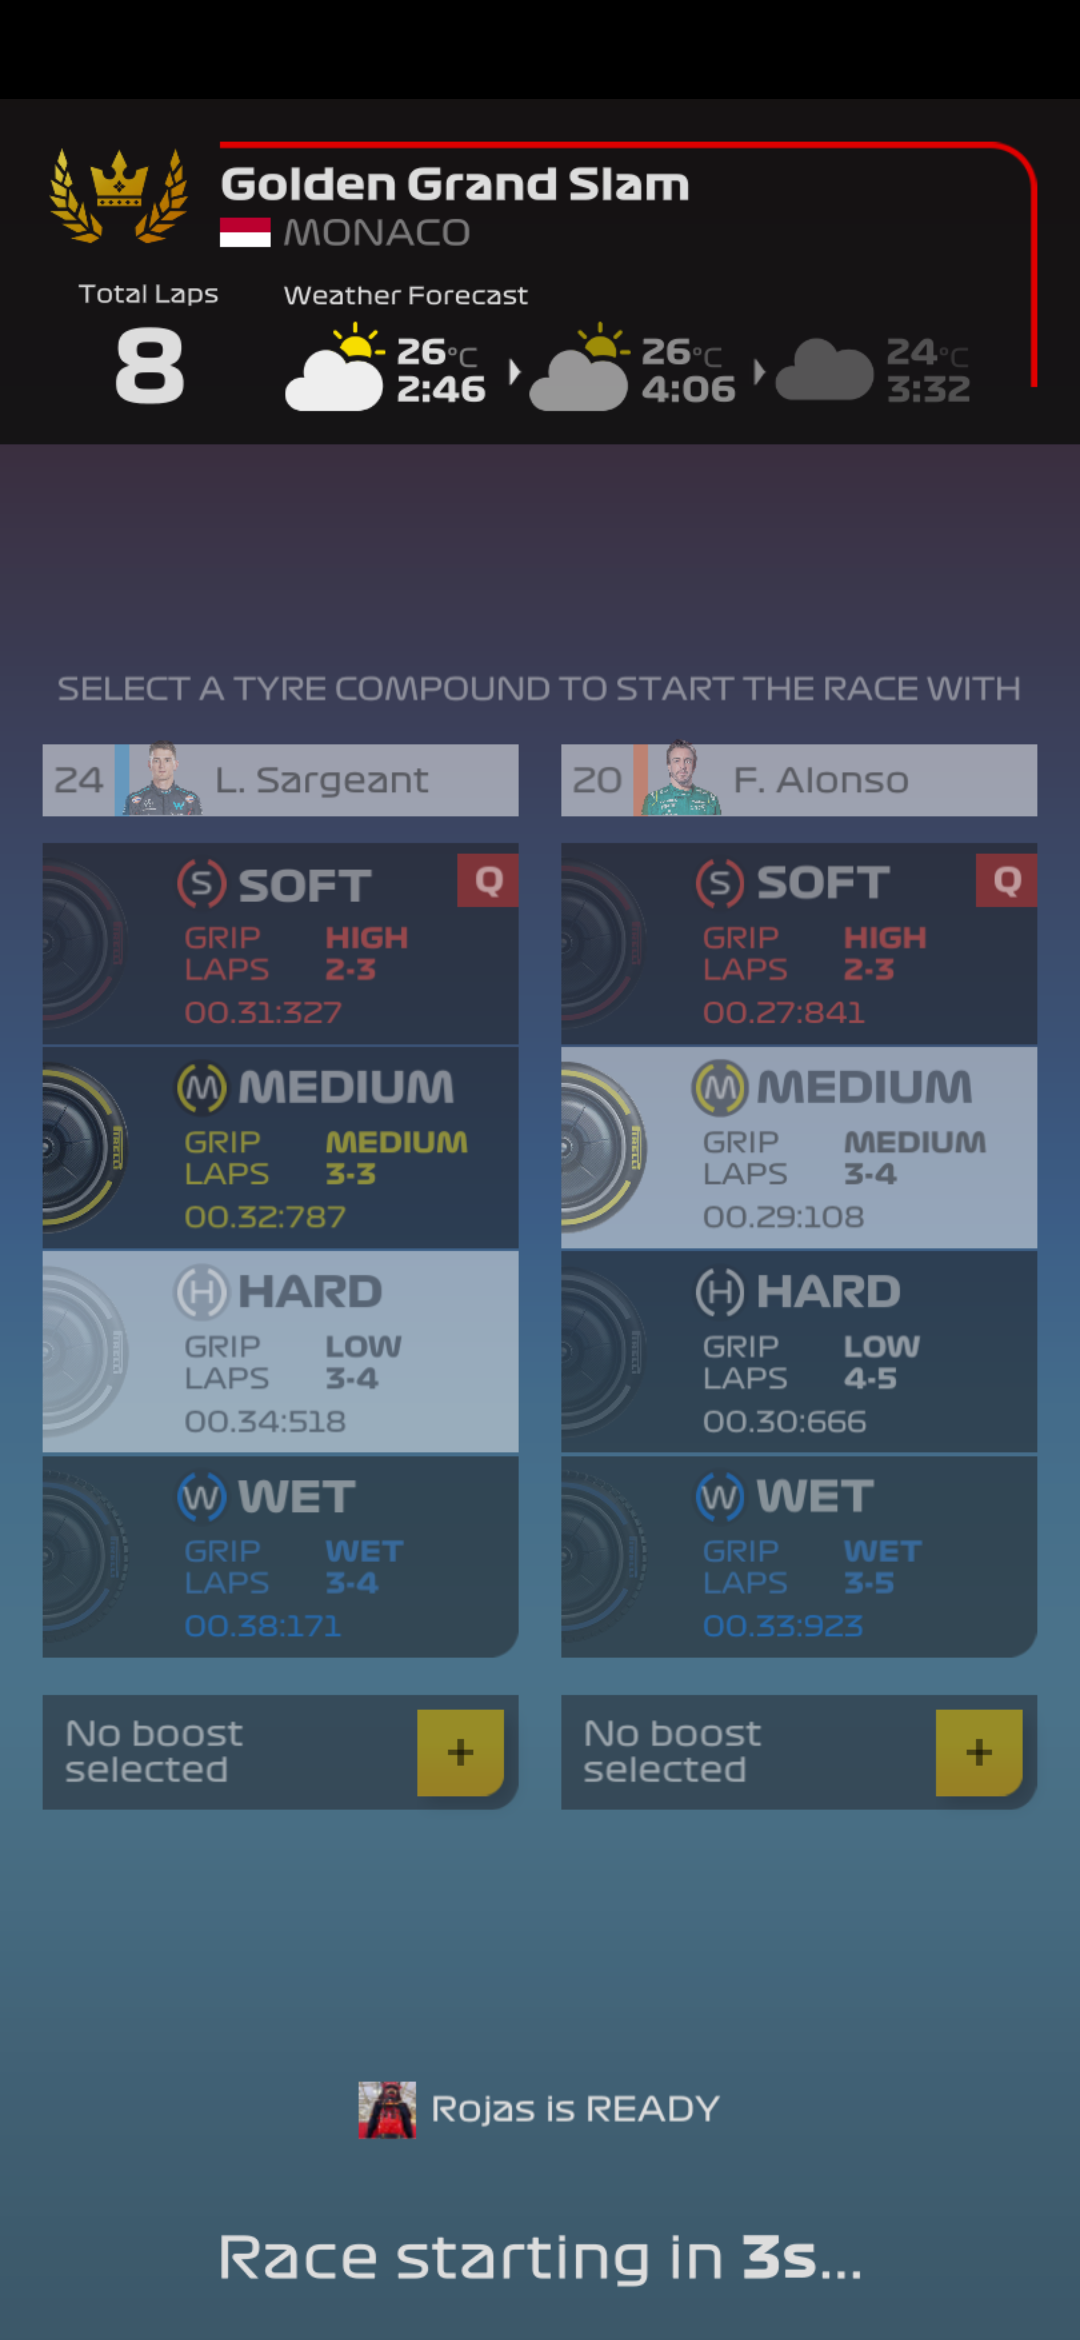 Golden Grand Slam
MONACO
Total Laps
8
Weather Forecast
26°C
2:46
26°C
4:06
24°C
3:32
SELECT A TYRE COMPOUND TO START THE RACE WITH
24 L. Sargeant
S SOFT Q
GRIP HIGH
LAPS 2-3
00.31:327
M MEDIUM
GRIP MEDIUM
LAPS 3-3
00.32:787
H HARD
GRIP LOW
LAPS 3-4
00.34:518
W WET
GRIP WET
LAPS 3-4
00.38:171
No boost
selected
+
20 F. Alonso
S SOFT Q
GRIP HIGH
LAPS 2-3
00.27:841
M MEDIUM
GRIP MEDIUM
LAPS 3-4
00.29:108
H HARD
GRIP LOW
LAPS 4-5
00.30:666
W WET
GRIP WET
LAPS 3-5
00.33:923
No boost
selected
+
Rojas is READY
Race starting in 3s...